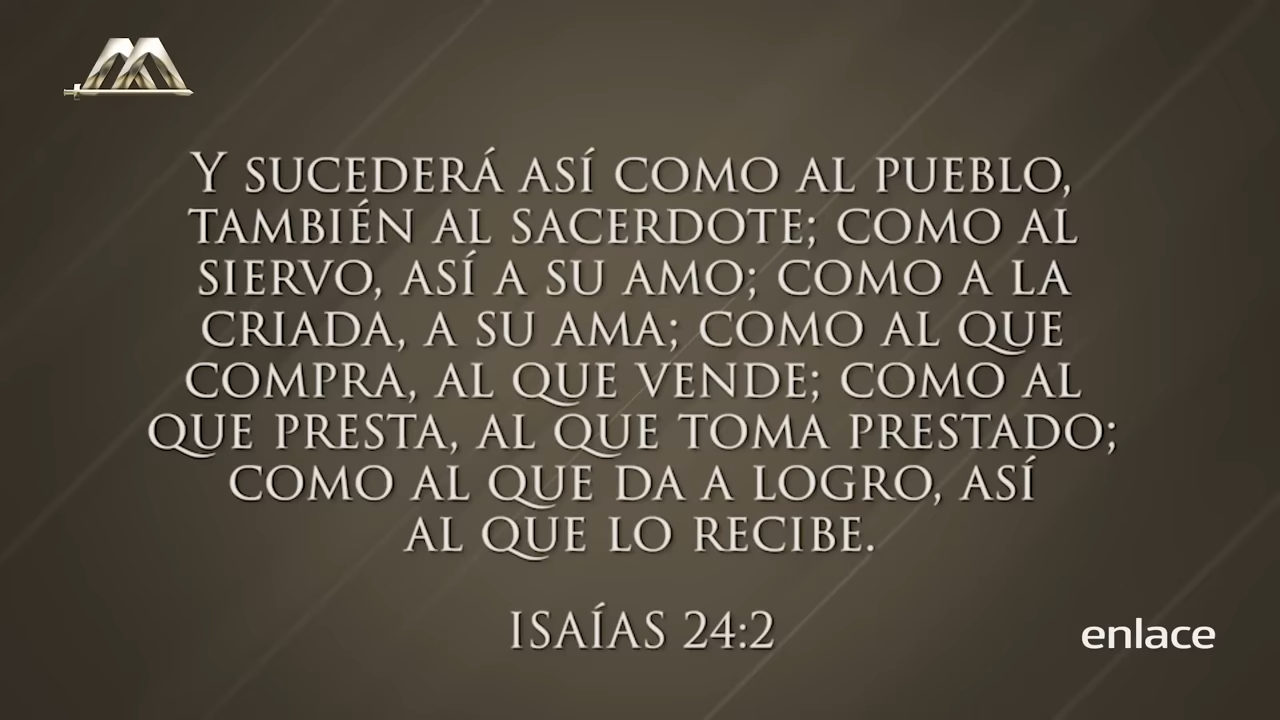 Y SUCEDERÁ ASÍ COMO AL PUEBLO,
TAMBIÉN AL SACERDOTE; COMO AL
SIERVO, ASÍ A SU AMO; COMO A LA
CRIADA, A SU AMA; COMO AL QUE
COMPRA, AL QUE VENDE; COMO AL
QUE PRESTA, AL QUE TOMA PRESTADO;
COMO AL QUE DA A LOGRO, ASÍ
AL QUE LO RECIBE.
ISAÍAS 24:2
enlace